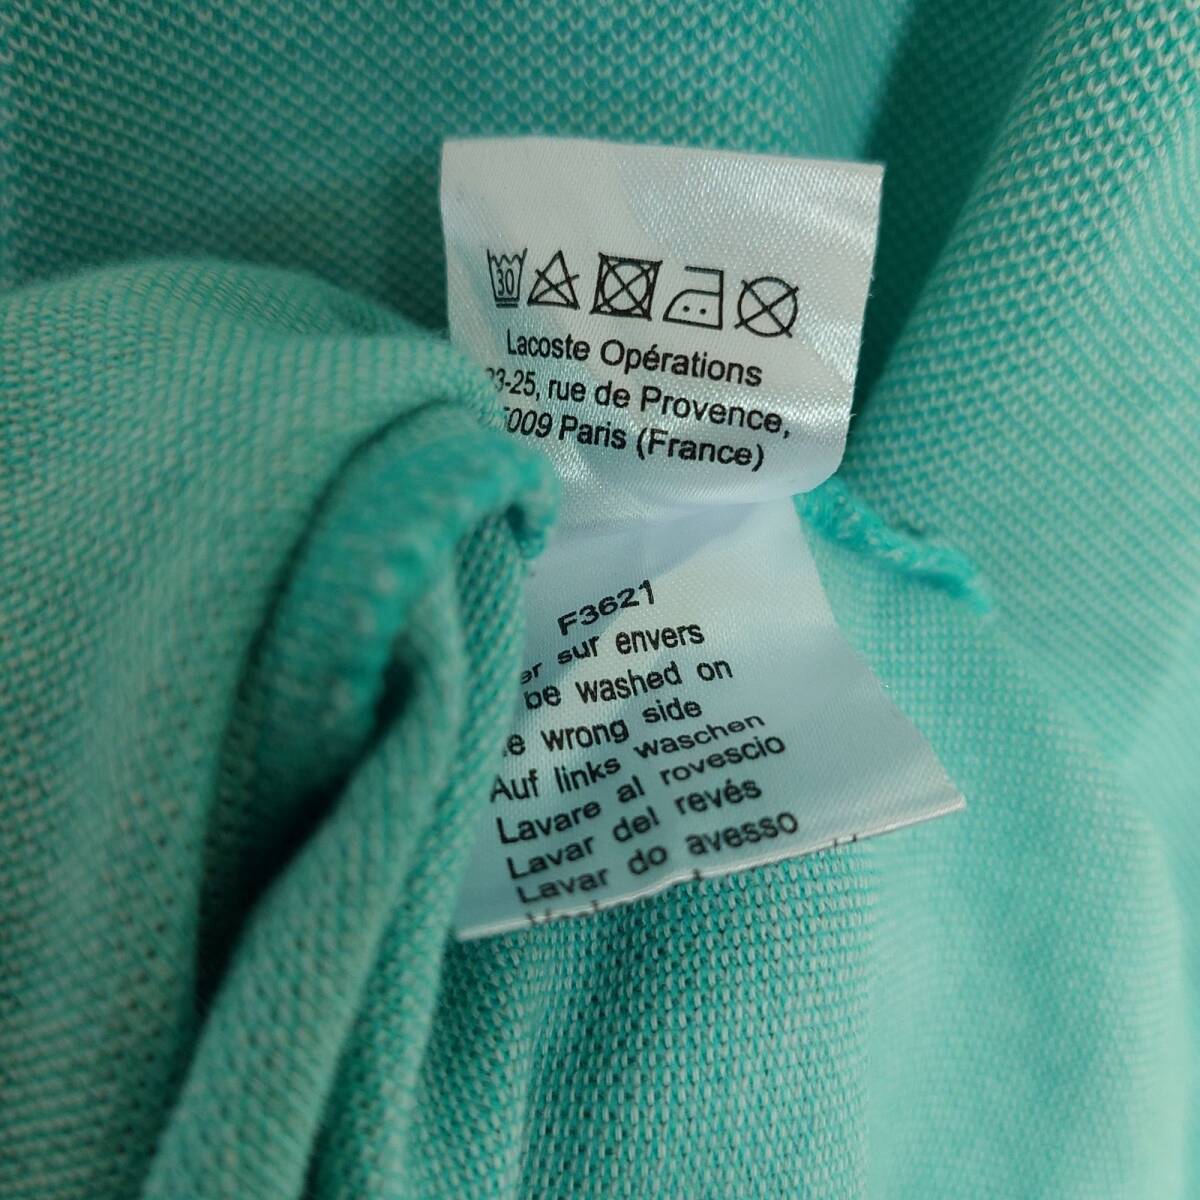 30
Lacoste Opérations
23-25, rue de Provence,
5009 Paris (France)
F3621
sur envers
be washed on
wrong side
Auf links waschen
Lavare al rovescio
Lavar del revés
Lavar do avesso